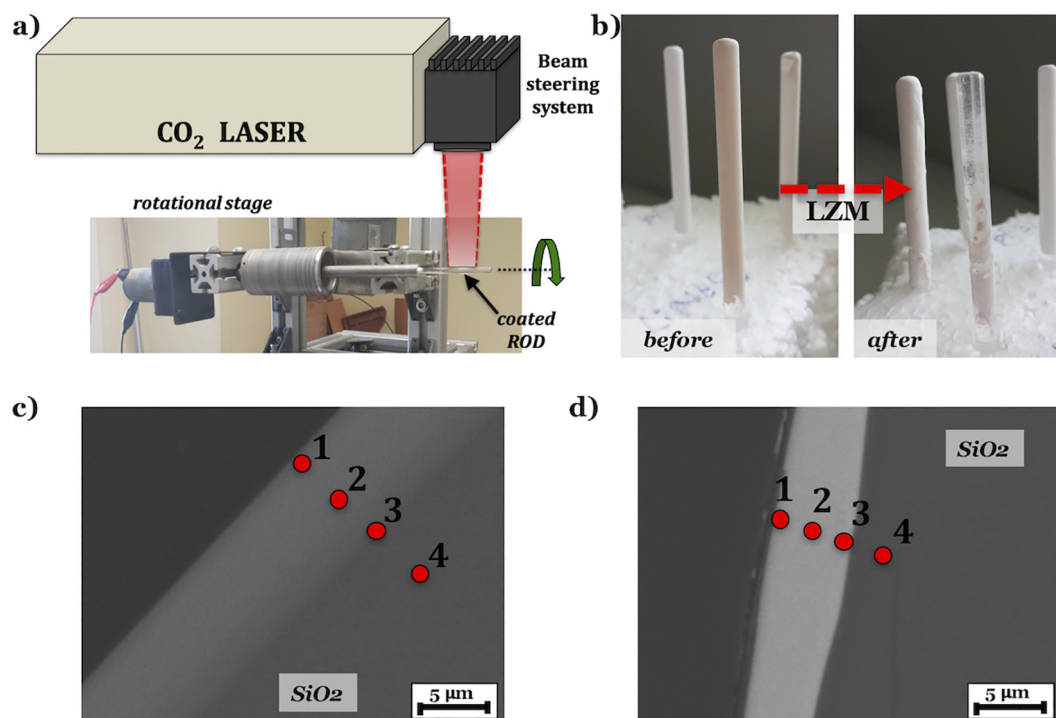 a)
CO₂ LASER
Beam
steering
system
rotational stage
coated
ROD
b)
LZM
before
after
c)
1
2
3
4
SiO2
5 μm
d)
SiO2
1
2
3
4
5 μm